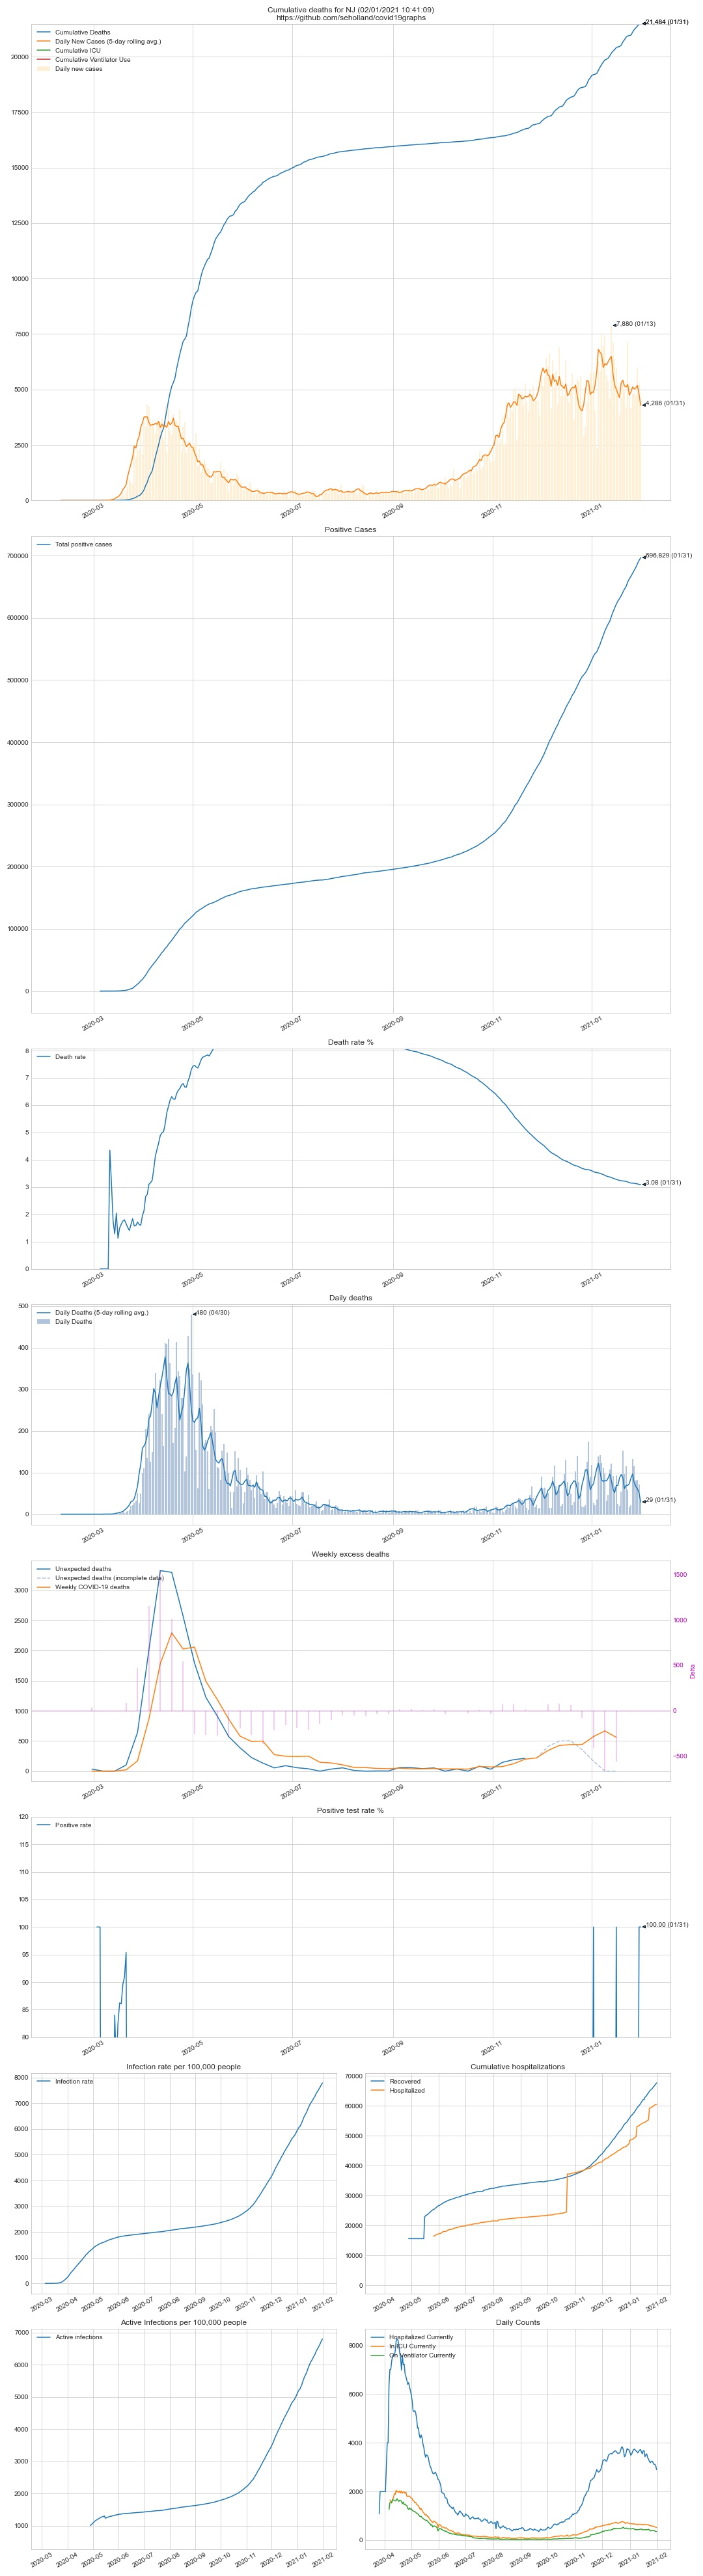 Cumulative deaths for NJ (02/01/2021 10:41:09)
https://github.com/seholland/covid19graphs
Cumulative Deaths
Daily New Cases (5-day rolling avg.)
Cumulative ICU
Cumulative Ventilator Use
Daily new cases
21,484 (01/31)
7,880 (01/13)
4,286 (01/31)
20000
17500
15000
12500
10000
7500
5000
2500
0
2020-03 2020-05 2020-07 2020-09 2020-11 2021-01
Positive Cases
Total positive cases
696,829 (01/31)
700000
600000
500000
400000
300000
200000
100000
0
2020-03 2020-05 2020-07 2020-09 2020-11 2021-01
Death rate %
Death rate
3.08 (01/31)
8
7
6
5
4
3
2
1
0
2020-03 2020-05 2020-07 2020-09 2020-11 2021-01
Daily deaths
Daily Deaths (5-day rolling avg.)
Daily Deaths
480 (04/30)
29 (01/31)
500
400
300
200
100
0
2020-03 2020-05 2020-07 2020-09 2020-11 2021-01
Weekly excess deaths
Unexpected deaths
Unexpected deaths (incomplete data)
Weekly COVID-19 deaths
3000
2500
2000
1500
1000
500
0
1500
1000
500
0
−500
Delta
2020-03 2020-05 2020-07 2020-09 2020-11 2021-01
Positive test rate %
Positive rate
100.00 (01/31)
120
115
110
105
100
95
90
85
80
2020-03 2020-05 2020-07 2020-09 2020-11 2021-01
Infection rate per 100,000 people
Infection rate
8000
7000
6000
5000
4000
3000
2000
1000
0
2020-03 2020-04 2020-05 2020-06 2020-07 2020-08 2020-09 2020-10 2020-11 2020-12 2021-01 2021-02
Cumulative hospitalizations
Recovered
Hospitalized
70000
60000
50000
40000
30000
20000
10000
0
2020-04 2020-05 2020-06 2020-07 2020-08 2020-09 2020-10 2020-11 2020-12 2021-01 2021-02
Active Infections per 100,000 people
Active infections
7000
6000
5000
4000
3000
2000
1000
2020-03 2020-04 2020-05 2020-06 2020-07 2020-08 2020-09 2020-10 2020-11 2020-12 2021-01 2021-02
Daily Counts
Hospitalized Currently
In ICU Currently
On Ventilator Currently
8000
6000
4000
2000
0
2020-04 2020-05 2020-06 2020-07 2020-08 2020-09 2020-10 2020-11 2020-12 2021-01 2021-02